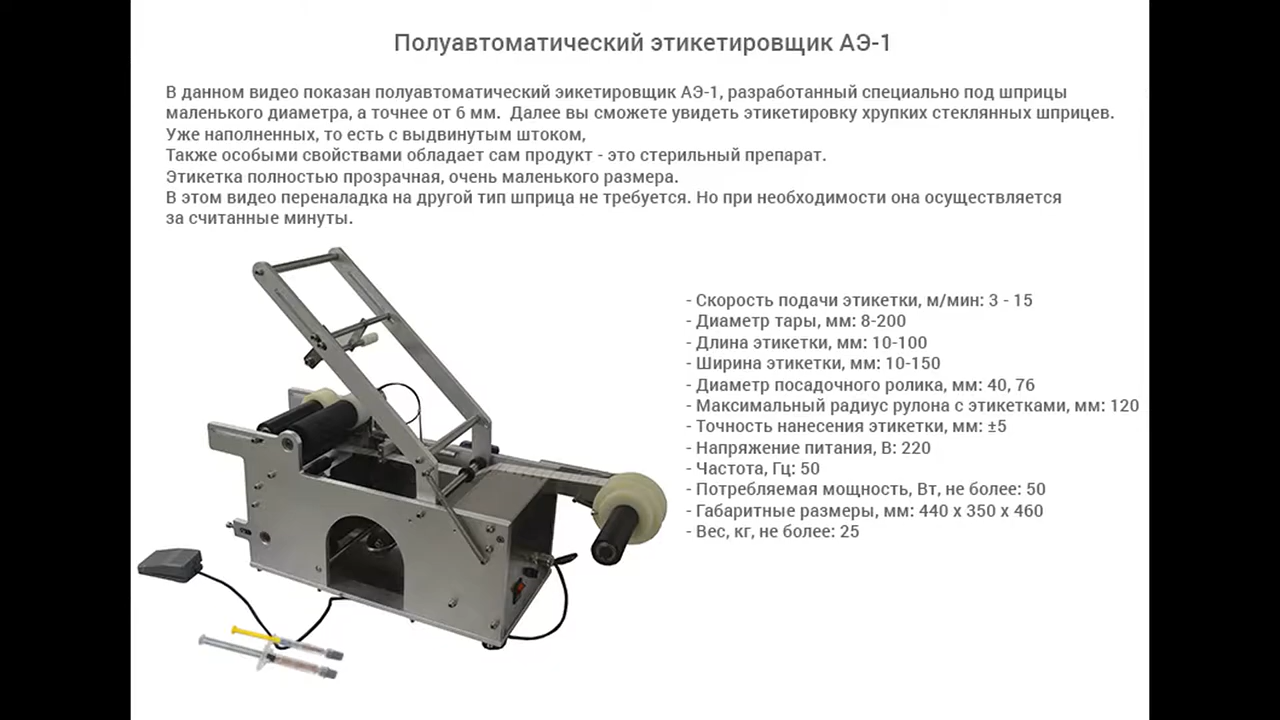 Полуавтоматический этикетировщик АЭ-1
В данном видео показан полуавтоматический эикетировщик АЭ-1, разработанный специально под шприцы
маленького диаметра, а точнее от 6 мм. Далее вы сможете увидеть этикетировку хрупких стеклянных шприцев.
Уже наполненных, то есть с выдвинутым штоком,
Также особыми свойствами обладает сам продукт - это стерильный препарат.
Этикетка полностью прозрачная, очень маленького размера.
В этом видео переналадка на другой тип шприца не требуется. Но при необходимости она осуществляется
за считанные минуты.
- Скорость подачи этикетки, м/мин: 3 - 15
- Диаметр тары, мм: 8-200
- Длина этикетки, мм: 10-100
- Ширина этикетки, мм: 10-150
- Диаметр посадочного ролика, мм: 40, 76
- Максимальный радиус рулона с этикетками, мм: 120
- Точность нанесения этикетки, мм: ±5
- Напряжение питания, В: 220
- Частота, Гц: 50
- Потребляемая мощность, Вт, не более: 50
- Габаритные размеры, мм: 440 х 350 х 460
- Вес, кг, не более: 25